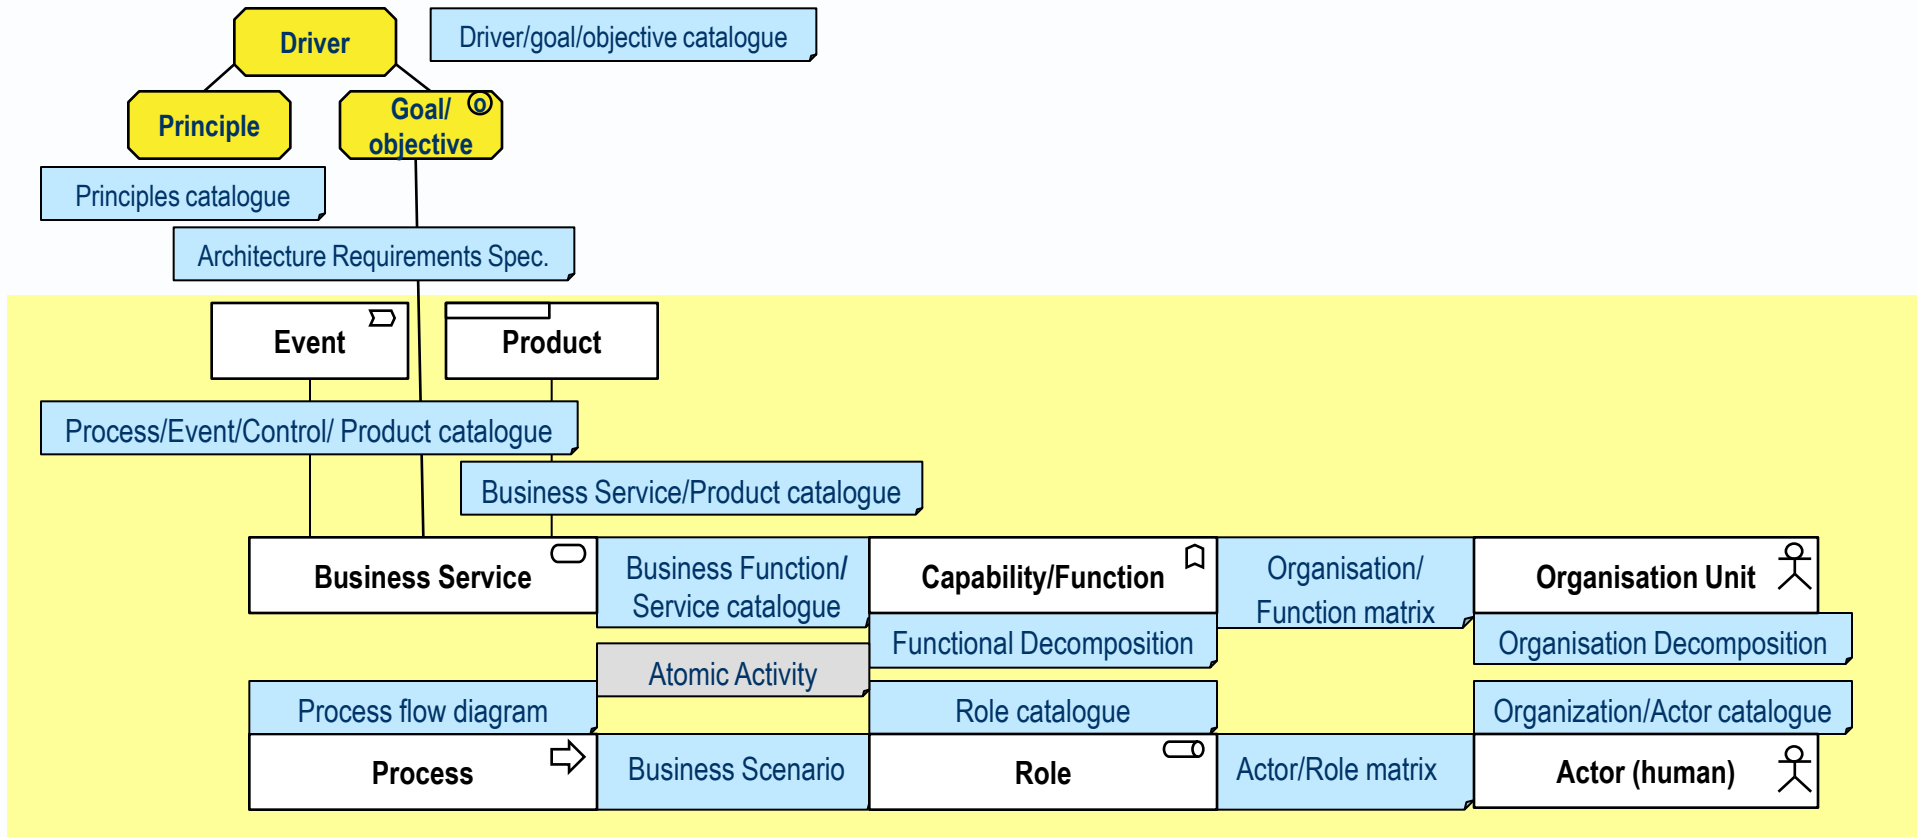 Driver
Driver/goal/objective catalogue
Principle
Goal/
objective
Principles catalogue
Architecture Requirements Spec.
Event
Product
Process/Event/Control/ Product catalogue
Business Service/Product catalogue
Business Service
Business Function/
Service catalogue
Capability/Function
Organisation/
Function matrix
Organisation Unit
Functional Decomposition
Organisation Decomposition
Atomic Activity
Process flow diagram
Role catalogue
Organization/Actor catalogue
Process
Business Scenario
Role
Actor/Role matrix
Actor (human)